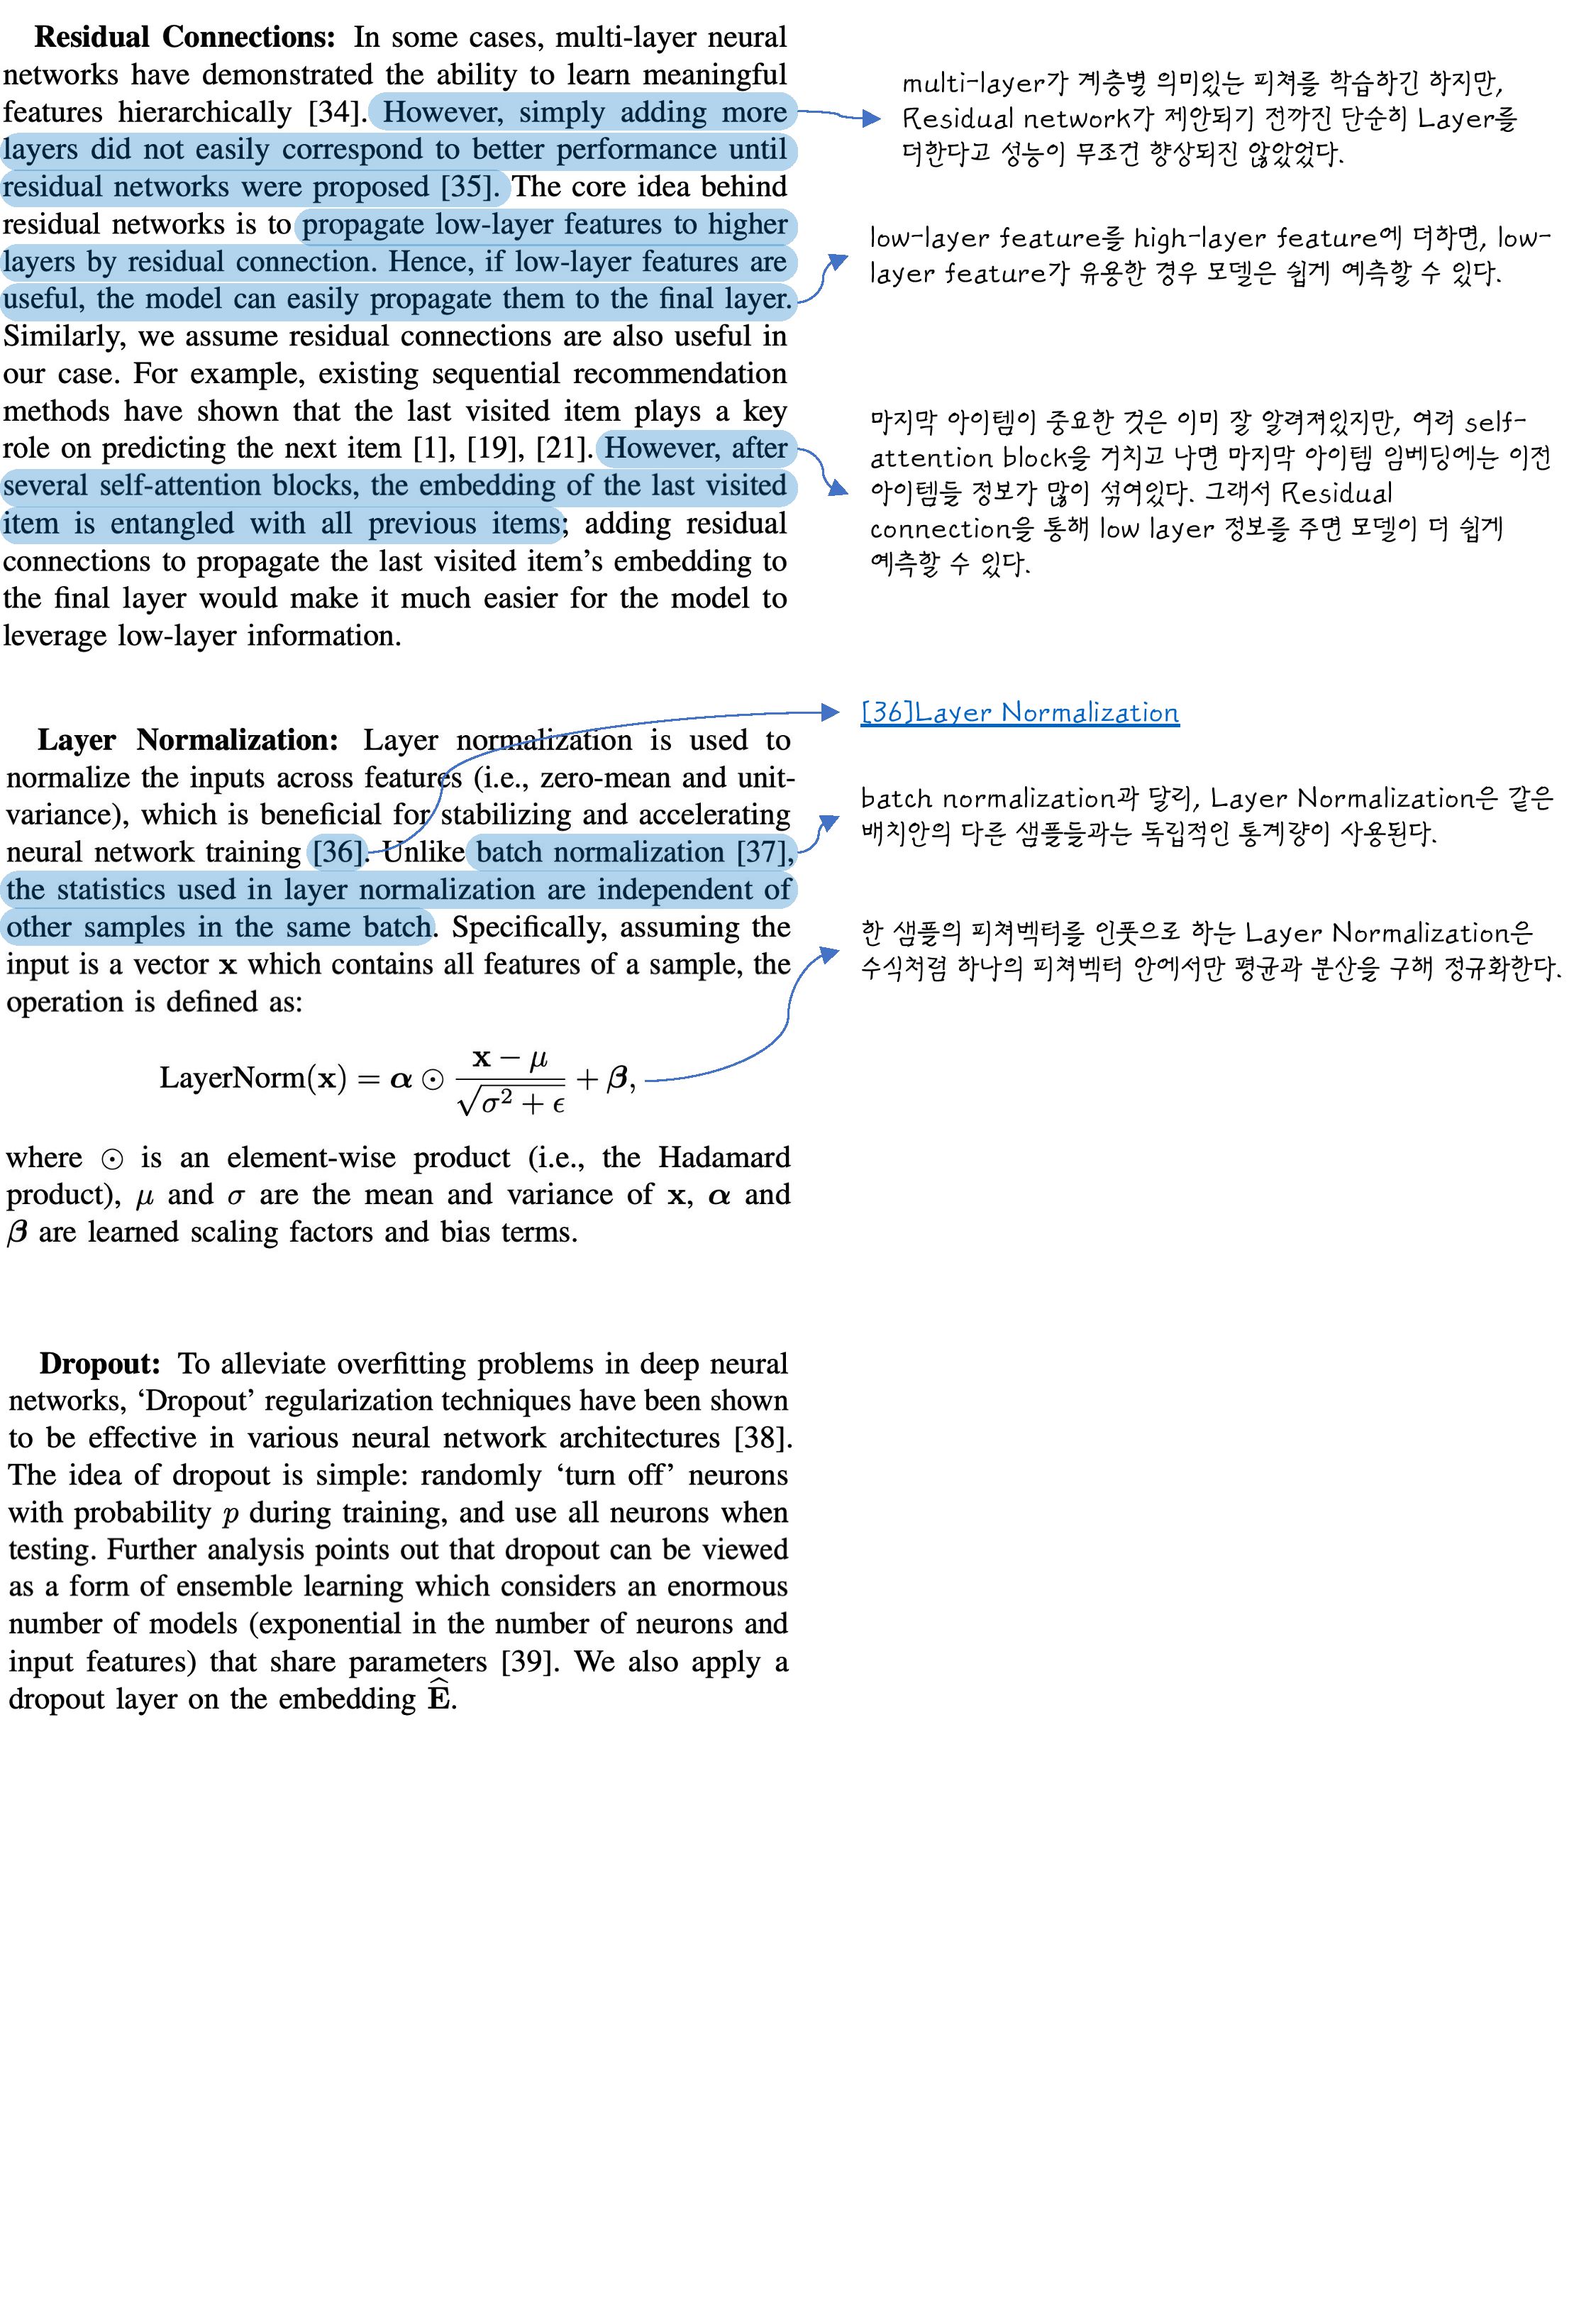 Residual Connections: In some cases, multi-layer neural
networks have demonstrated the ability to learn meaningful
features hierarchically [34]. However, simply adding more
layers did not easily correspond to better performance until
residual networks were proposed [35]. The core idea behind
residual networks is to propagate low-layer features to higher
layers by residual connection. Hence, if low-layer features are
useful, the model can easily propagate them to the final layer.
Similarly, we assume residual connections are also useful in
our case. For example, existing sequential recommendation
methods have shown that the last visited item plays a key
role on predicting the next item [1], [19], [21]. However, after
several self-attention blocks, the embedding of the last visited
item is entangled with all previous items; adding residual
connections to propagate the last visited item's embedding to
the final layer would make it much easier for the model to
leverage low-layer information.
multi-layer가 계층별 의미있는 피쳐를 학습하긴 하지만,
Residual network가 제안되기 전까진 단순히 Layer를
더한다고 성능이 무조건 향상되진 않았었다.
low-layer feature를 high-layer feature에 더하면, low-
layer feature가 유용한 경우 모델은 쉽게 예측할 수 있다.
마지막 아이템이 중요한 것은 이미 잘 알려져있지만, 여러 self-
attention block을 거치고 나면 마지막 아이템 임베딩에는 이전
아이템들 정보가 많이 섞여있다. 그래서 Residual
connection을 통해 low layer 정보를 주면 모델이 더 쉽게
예측할 수 있다.
Layer Normalization: Layer normalization is used to
normalize the inputs across features (i.e., zero-mean and unit-
variance), which is beneficial for stabilizing and accelerating
neural network training [36]. Unlike batch normalization [37],
the statistics used in layer normalization are independent of
other samples in the same batch. Specifically, assuming the
input is a vector x which contains all features of a sample, the
operation is defined as:
LayerNorm(x) = α ⊙ (x − μ) / √(σ² + ϵ) + β,
where ⊙ is an element-wise product (i.e., the Hadamard
product), μ and σ are the mean and variance of x, α and
β are learned scaling factors and bias terms.
[36]Layer Normalization
batch normalization과 달리, Layer Normalization은 같은
배치안의 다른 샘플들과는 독립적인 통계량이 사용된다.
한 샘플의 피쳐벡터를 인풋으로 하는 Layer Normalization은
수식처럼 하나의 피쳐벡터 안에서만 평균과 분산을 구해 정규화한다.
Dropout: To alleviate overfitting problems in deep neural
networks, 'Dropout' regularization techniques have been shown
to be effective in various neural network architectures [38].
The idea of dropout is simple: randomly 'turn off' neurons
with probability p during training, and use all neurons when
testing. Further analysis points out that dropout can be viewed
as a form of ensemble learning which considers an enormous
number of models (exponential in the number of neurons and
input features) that share parameters [39]. We also apply a
dropout layer on the embedding Ê.